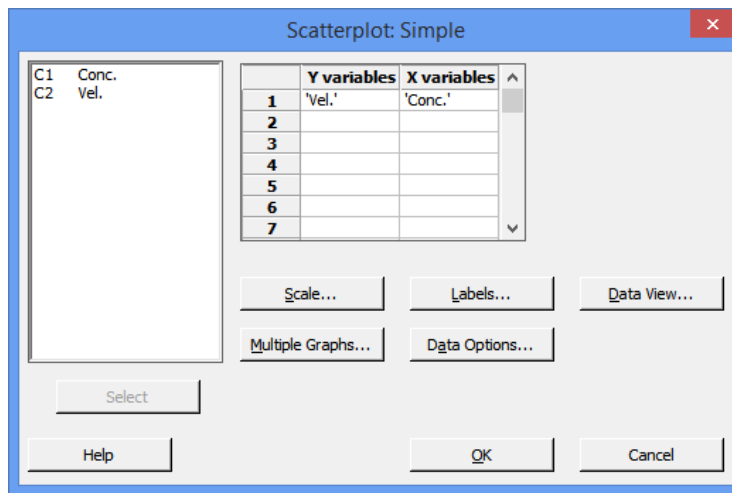 Scatterplot: Simple
×
C1 Conc.
C2 Vel.
Y variables X variables
1 'Vel.' 'Conc.'
2
3
4
5
6
7
Scale... Labels... Data View...
Multiple Graphs... Data Options...
Select
Help OK Cancel